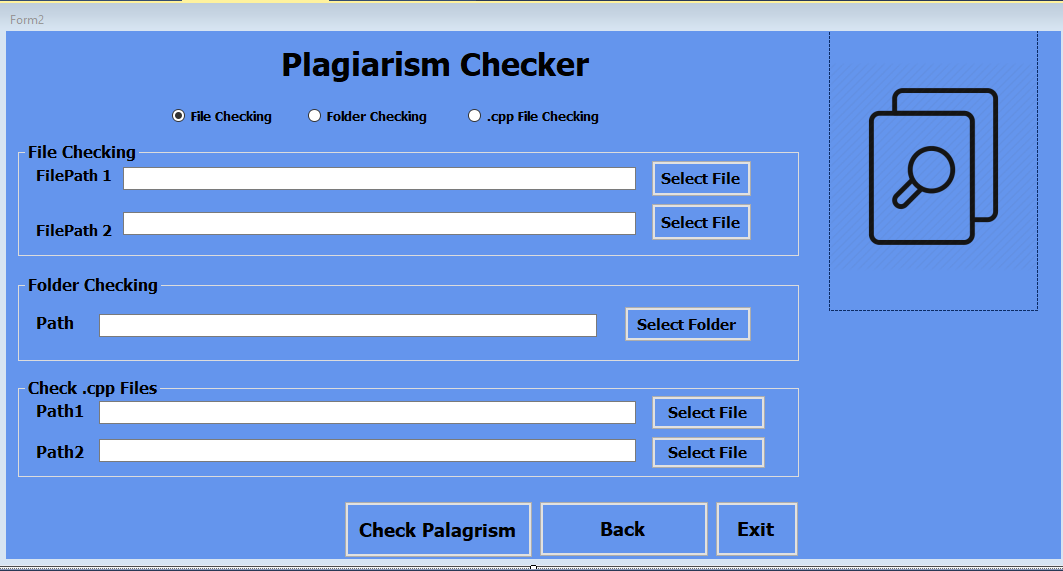 Form2
Plagiarism Checker
File Checking Folder Checking .cpp File Checking
File Checking
FilePath 1 Select File
FilePath 2 Select File
Folder Checking
Path Select Folder
Check .cpp Files
Path1 Select File
Path2 Select File
Check Palagrism Back Exit